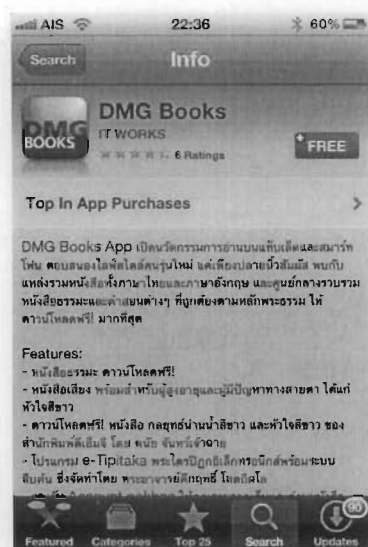 AIS 22:36 60%
Search Info
DMG Books
DMG BOOKS
IT WORKS
6 Ratings
FREE
Top In App Purchases
DMG Books App เปิดนวัตกรรมการอ่านบนแท็บเล็ตและสมาร์ท
โฟน ตอบสนองไลฟ์สไตล์คนรุ่นใหม่ แค่เพียงปลายนิ้วสัมผัส พบกับ
แหล่งรวมหนังสือทั้งภาษาไทยและภาษาอังกฤษ และศูนย์กลางรวบรวม
หนังสือธรรมะและคำสอนต่างๆ ที่ถูกต้องตามหลักพระธรรม ให้
ดาวน์โหลดฟรี! มากที่สุด
Features:
- หนังสือธรรมะ ดาวน์โหลดฟรี!
- หนังสือเสียง พร้อมสำหรับผู้สูงอายุและผู้มีปัญหาทางสายตา ได้แก่
หัวใจสีขาว
- ดาวน์โหลดฟรี! หนังสือ กลยุทธ์น่านน้ำสีขาว และหัวใจสีขาว ของ
สำนักพิมพ์ดีเอ็มจี โดย ดนัย จันทร์เจ้าฉาย
- โปรแกรม e-Tipitaka พระไตรปิฎกอิเล็กทรอนิกส์พร้อมระบบ
สืบค้น ซึ่งจัดทำโดย พระอาจารย์
90
Featured Categories Top 25 Search Updates